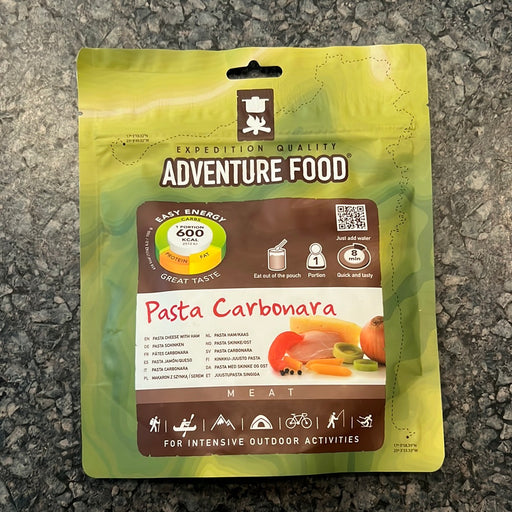 EXPEDITION QUALITY
ADVENTURE FOOD®
EASY ENERGY
CARBS
1 PORTION
600
KCAL
PROTEIN
FAT
GREAT TASTE
Just add water
Eat out of the pouch
1
Portion
8
min
Quick and tasty
Pasta Carbonara
EN PASTA CHEESE WITH HAM
DE PASTA SCHINKEN
FR PÂTES CARBONARA
ES PASTA JAMÓN/QUESO
IT PASTA CARBONARA
PL MAKARON Z SZYNKĄ I SEREM
NL PASTA HAM/KAAS
NO PASTA SKINKE/OST
SV PASTA CARBONARA
FI KINKKU-JUUSTO PASTA
DA PASTA MED SKINKE OG OST
ET JUUSTUPASTA SINGIGA
MEAT
FOR INTENSIVE OUTDOOR ACTIVITIES